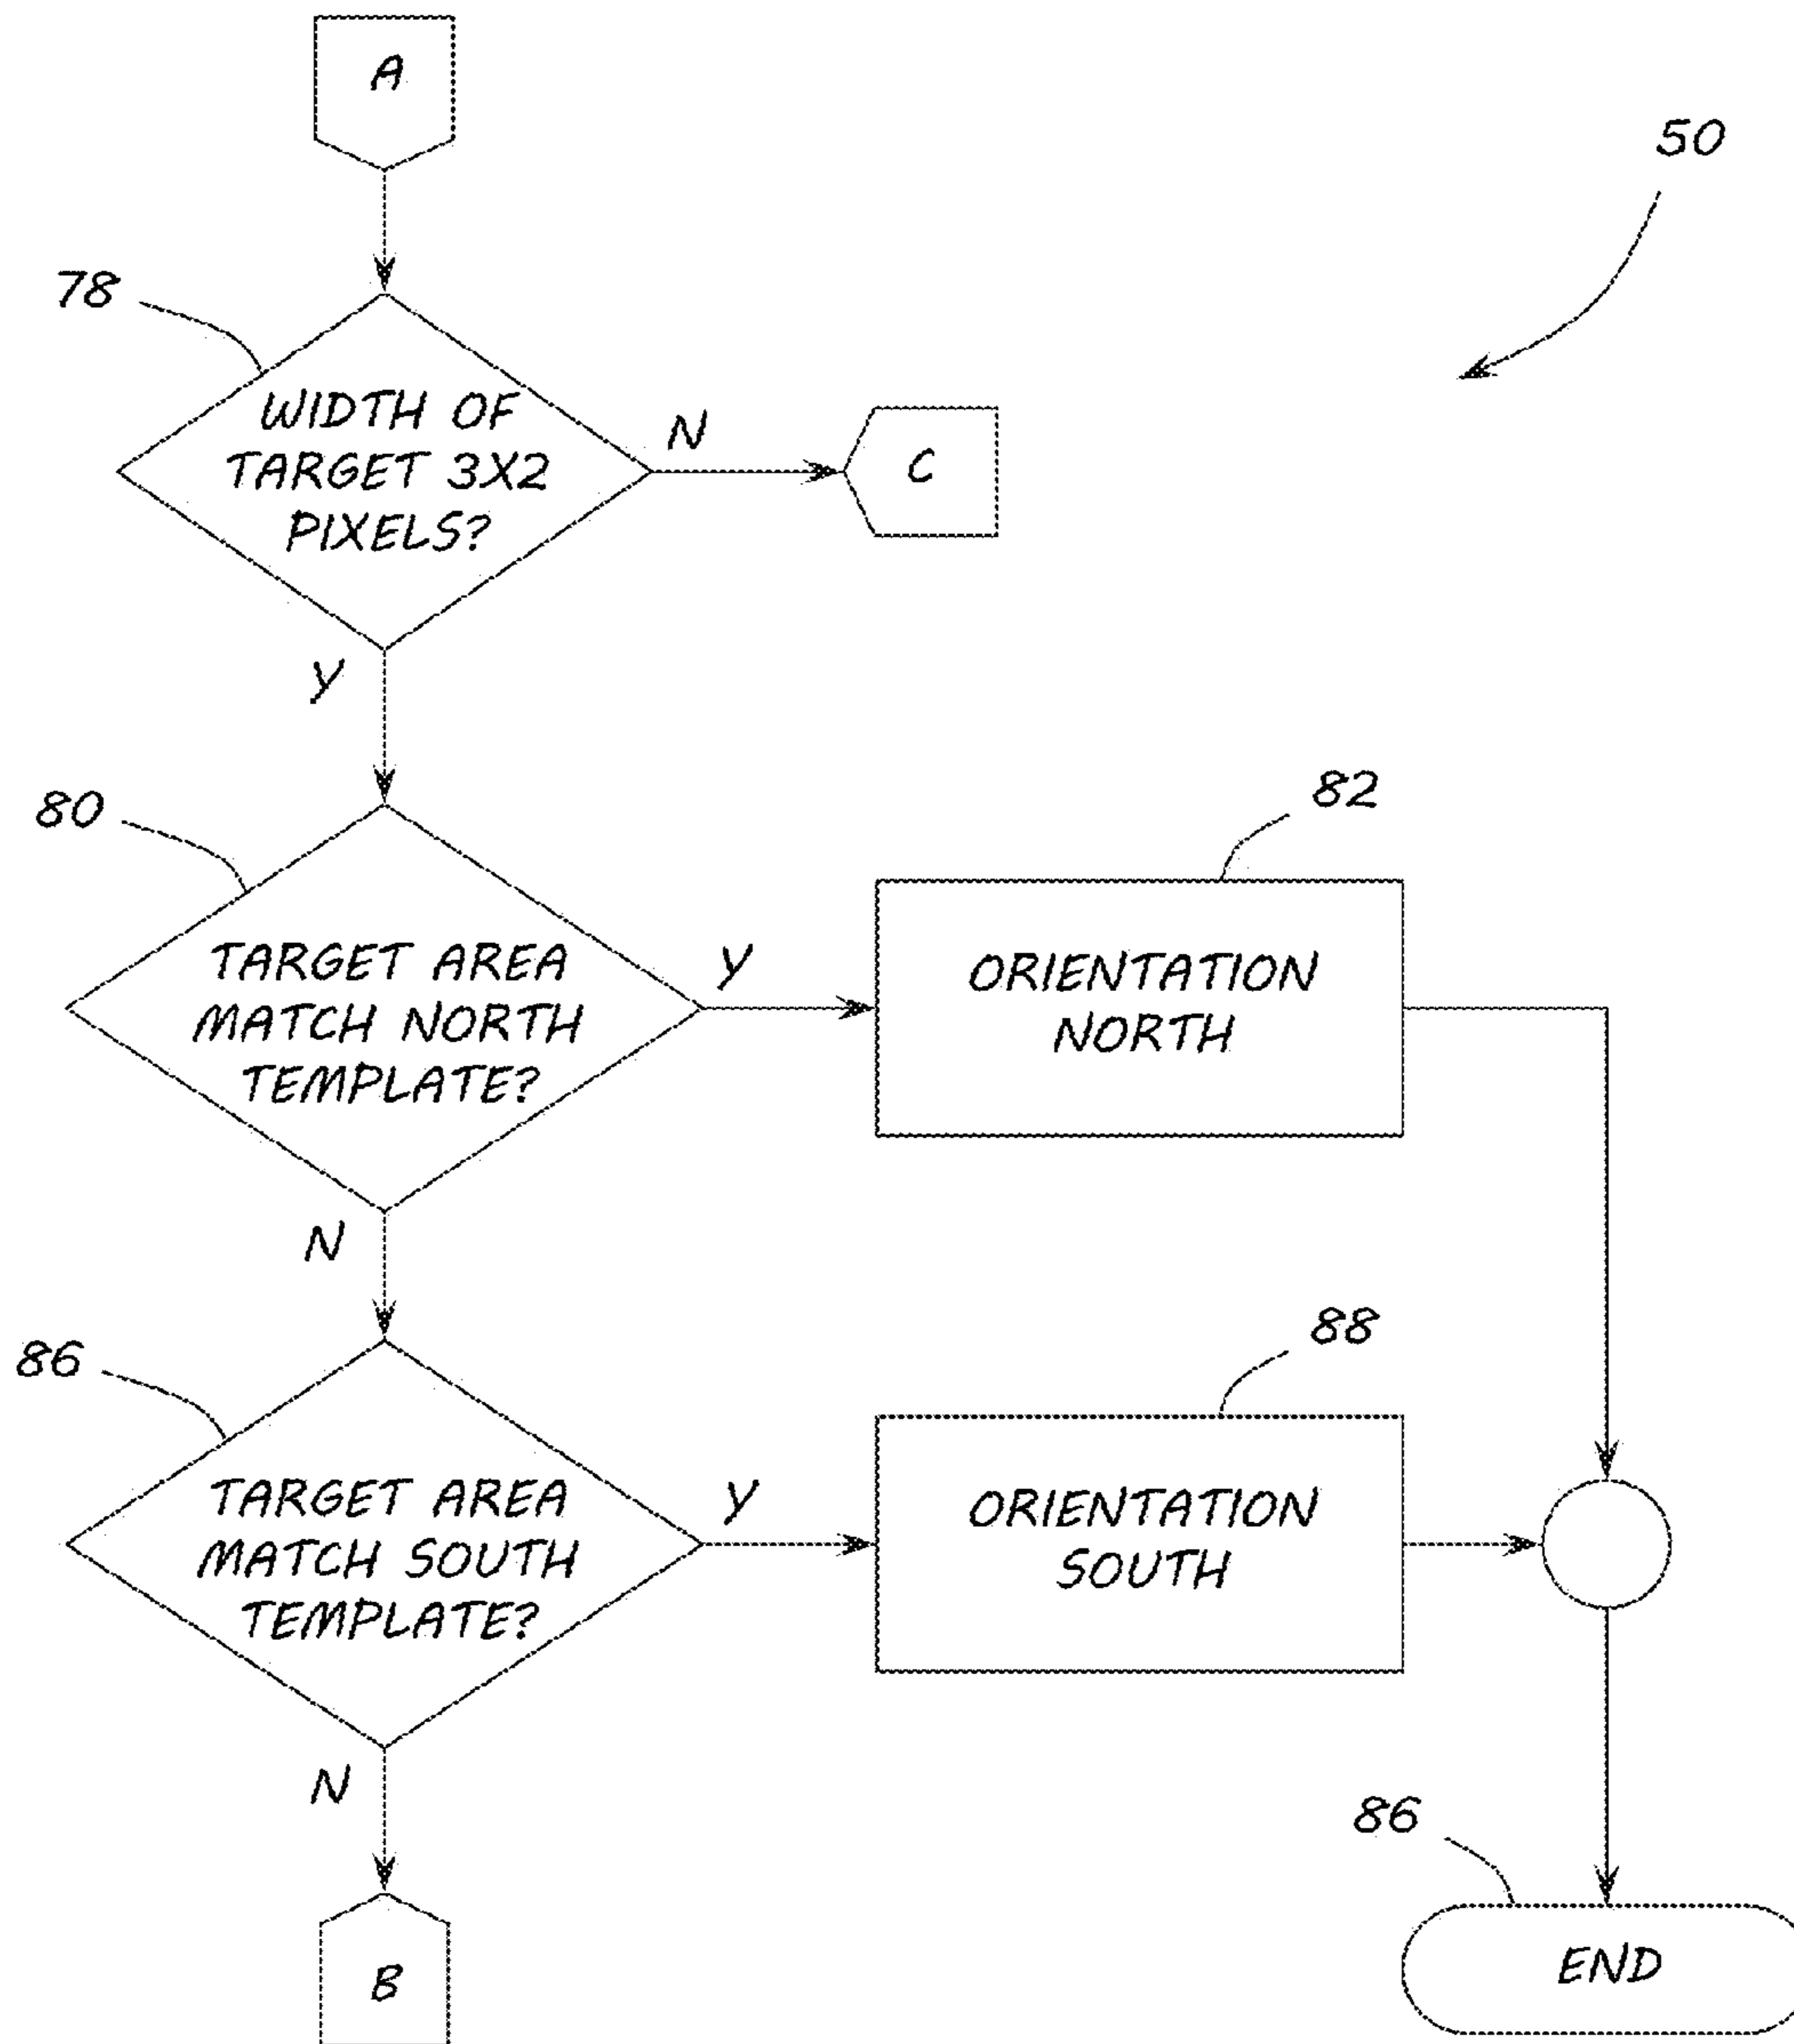 A
50
78
WIDTH OF
TARGET 3X2
PIXELS?
N
C
Y
80
TARGET AREA
MATCH NORTH
TEMPLATE?
Y
82
ORIENTATION
NORTH
N
86
TARGET AREA
MATCH SOUTH
TEMPLATE?
Y
88
ORIENTATION
SOUTH
N
86
END
B